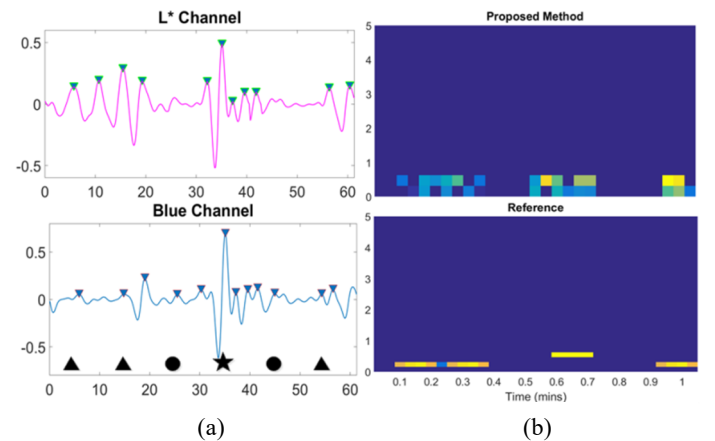 L* Channel
0.5
0
-0.5
0 10 20 30 40 50 60
Blue Channel
0.5
0
-0.5
0 10 20 30 40 50 60
(a)
Proposed Method
5
4
3
2
1
0
Reference
5
4
3
2
1
0
0.1 0.2 0.3 0.4 0.5 0.6 0.7 0.8 0.9 1
Time (mins)
(b)